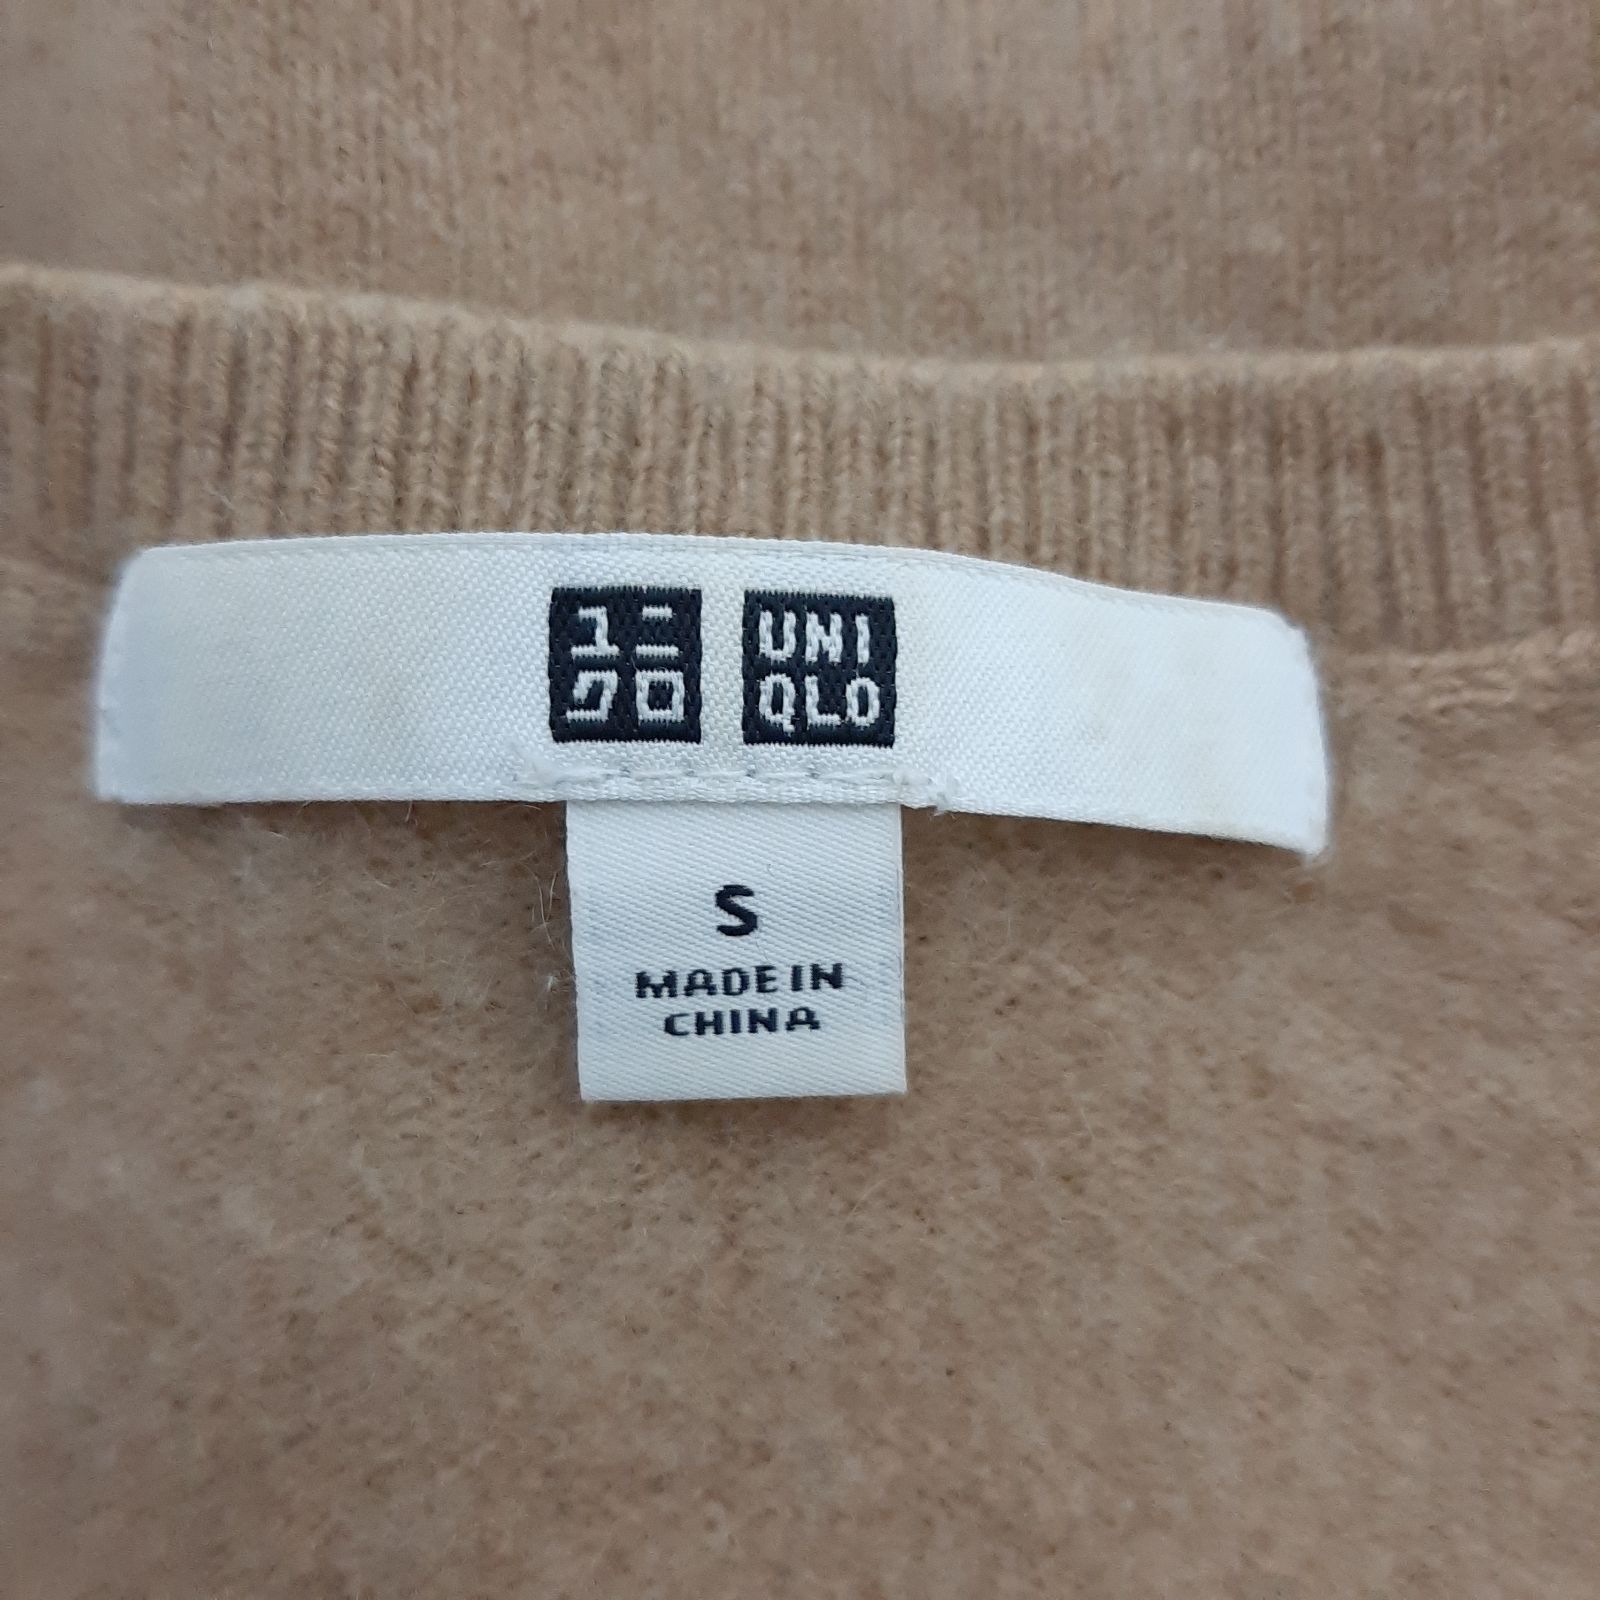 ユニ
クロ
UNI
QLO
S
MADE IN
CHINA